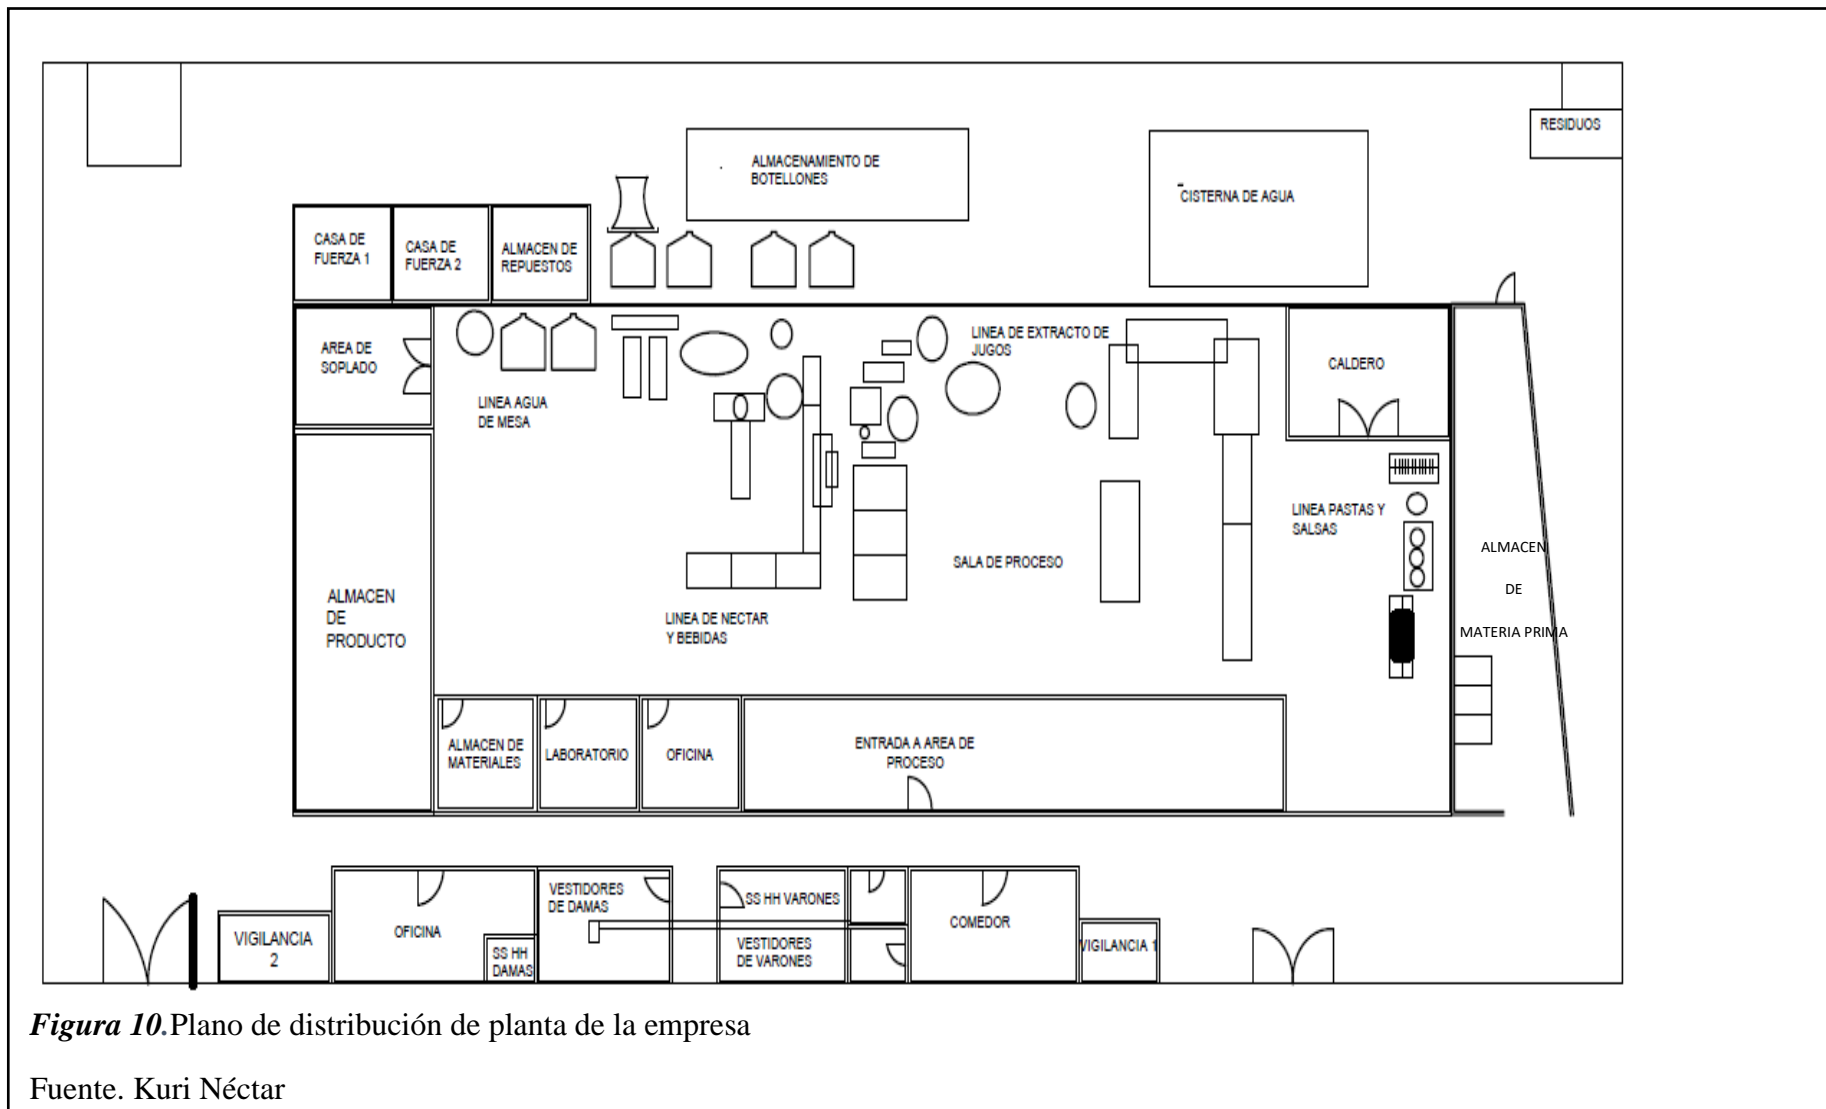 RESIDUOS
ALMACENAMIENTO DE
BOTELLONES
CISTERNA DE AGUA
CASA DE
FUERZA 1
CASA DE
FUERZA 2
ALMACEN DE
REPUESTOS
AREA DE
SOPLADO
LINEA AGUA
DE MESA
LINEA DE EXTRACTO DE
JUGOS
CALDERO
LINEA PASTAS Y
SALSAS
ALMACEN
DE
MATERIA PRIMA
SALA DE PROCESO
ALMACEN
DE
PRODUCTO
LINEA DE NECTAR
Y BEBIDAS
ALMACEN DE
MATERIALES
LABORATORIO
OFICINA
ENTRADA A AREA DE
PROCESO
VIGILANCIA
2
OFICINA
SS HH
DAMAS
VESTIDORES
DE DAMAS
SS HH VARONES
VESTIDORES
DE VARONES
COMEDOR
VIGILANCIA 1
Figura 10.Plano de distribución de planta de la empresa
Fuente. Kuri Néctar